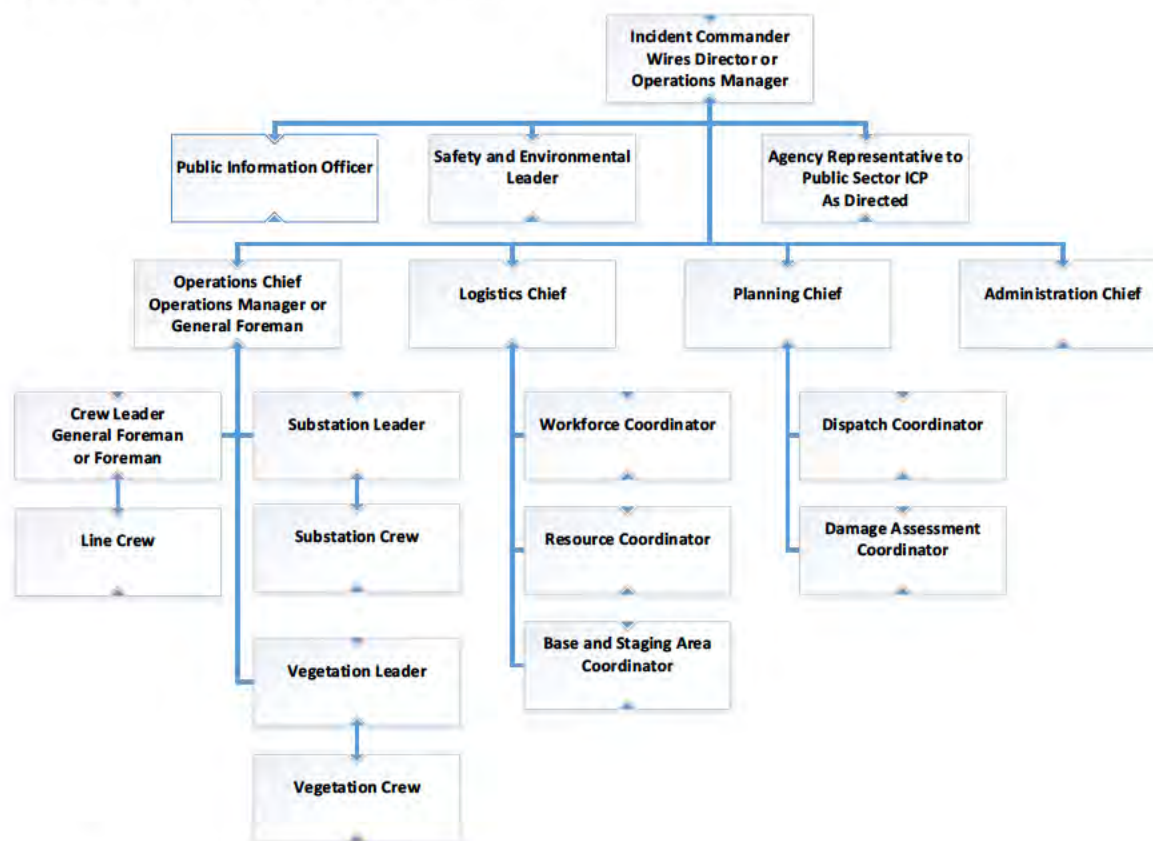 Incident Commander
Wires Director or
Operations Manager
Public Information Officer
Safety and Environmental
Leader
Agency Representative to
Public Sector ICP
As Directed
Operations Chief
Operations Manager or
General Foreman
Logistics Chief
Planning Chief
Administration Chief
Crew Leader
General Foreman
or Foreman
Substation Leader
Workforce Coordinator
Dispatch Coordinator
Line Crew
Substation Crew
Resource Coordinator
Damage Assessment
Coordinator
Vegetation Leader
Base and Staging Area
Coordinator
Vegetation Crew